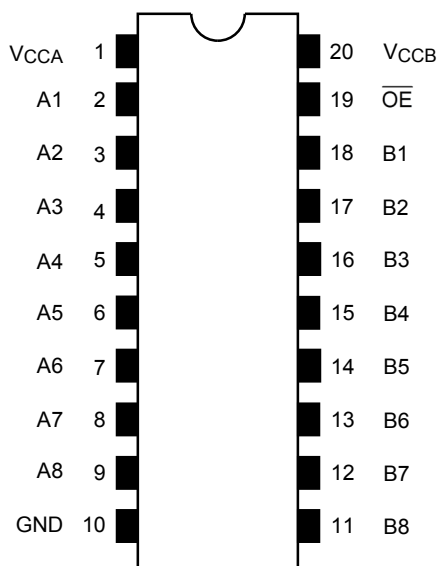 VCCA 1 20 VCCB
A1 2 19 O̅E̅
A2 3 18 B1
A3 4 17 B2
A4 5 16 B3
A5 6 15 B4
A6 7 14 B5
A7 8 13 B6
A8 9 12 B7
GND 10 11 B8